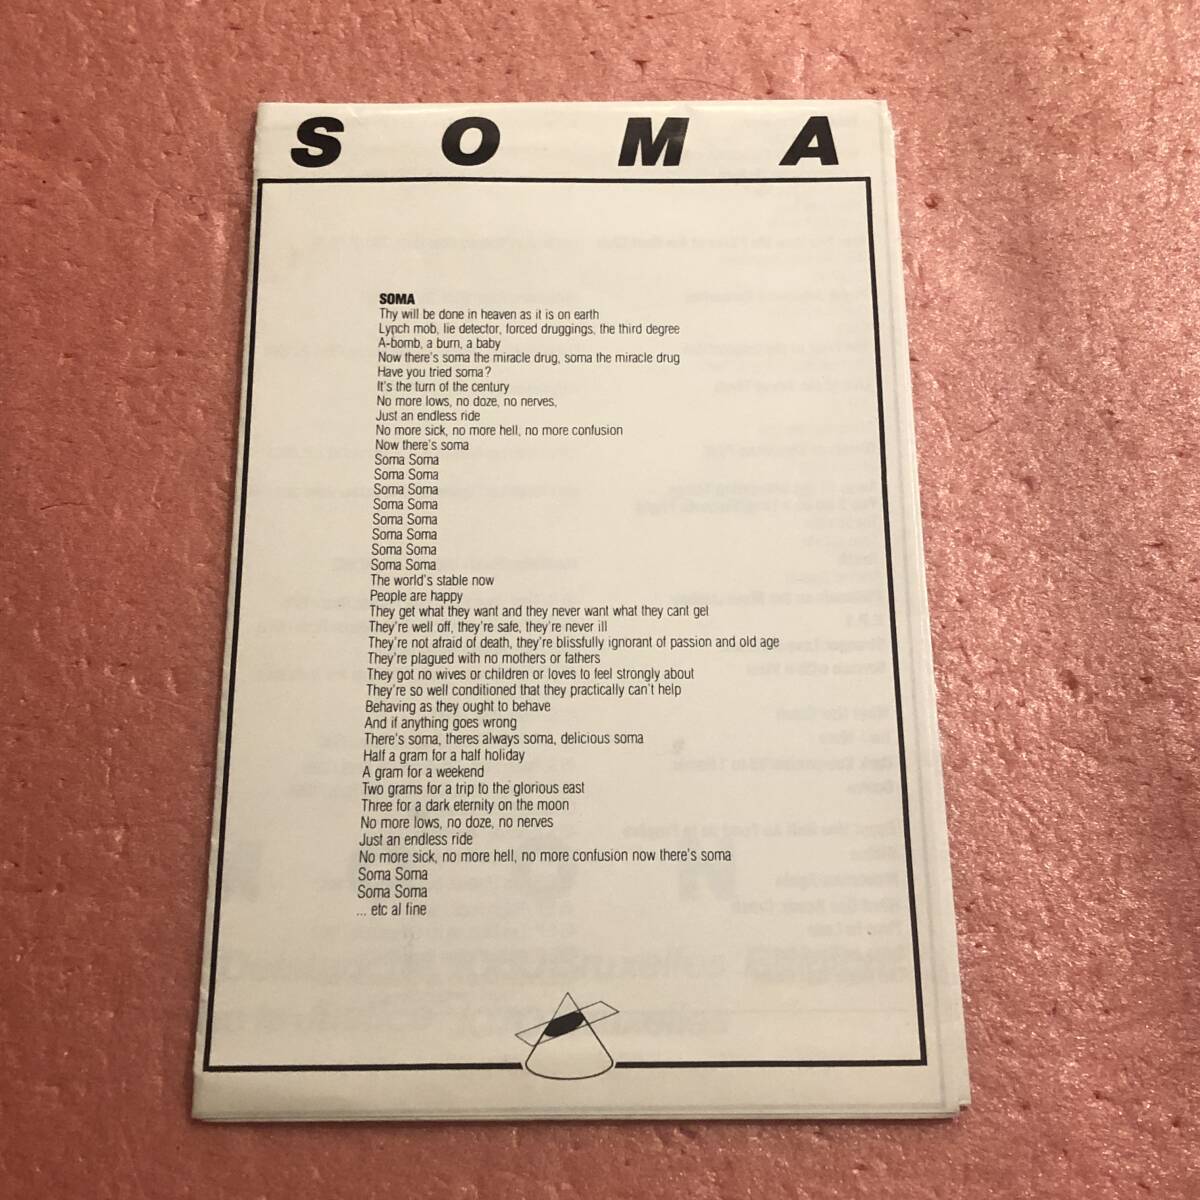 SOMA
SOMA
Thy will be done in heaven as it is on earth
Lynch mob, lie detector, forced druggings, the third degree
A-bomb, a burn, a baby
Now there's soma the miracle drug, soma the miracle drug
Have you tried soma?
It's the turn of the century
No more lows, no doze, no nerves,
Just an endless ride
No more sick, no more hell, no more confusion
Now there's soma
Soma Soma
Soma Soma
Soma Soma
Soma Soma
Soma Soma
Soma Soma
Soma Soma
Soma Soma
The world's stable now
People are happy
They get what they want and they never want what they cant get
They're well off, they're safe, they're never ill
They're not afraid of death, they're blissfully ignorant of passion and old age
They're plagued with no mothers or fathers
They got no wives or children or loves to feel strongly about
They're so well conditioned that they practically can't help
Behaving as they ought to behave
And if anything goes wrong
There's soma, theres always soma, delicious soma
Half a gram for a half holiday
A gram for a weekend
Two grams for a trip to the glorious east
Three for a dark eternity on the moon
No more lows, no doze, no nerves
Just an endless ride
No more sick, no more hell, no more confusion now there's soma
Soma Soma
Soma Soma
... etc al fine